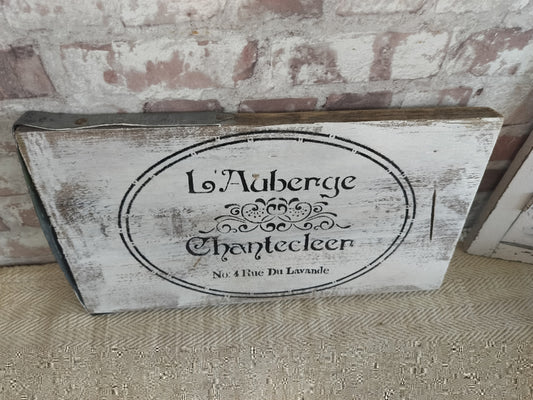 L'Auberge
Chantecleer
No: 4 Rue Du Lavande